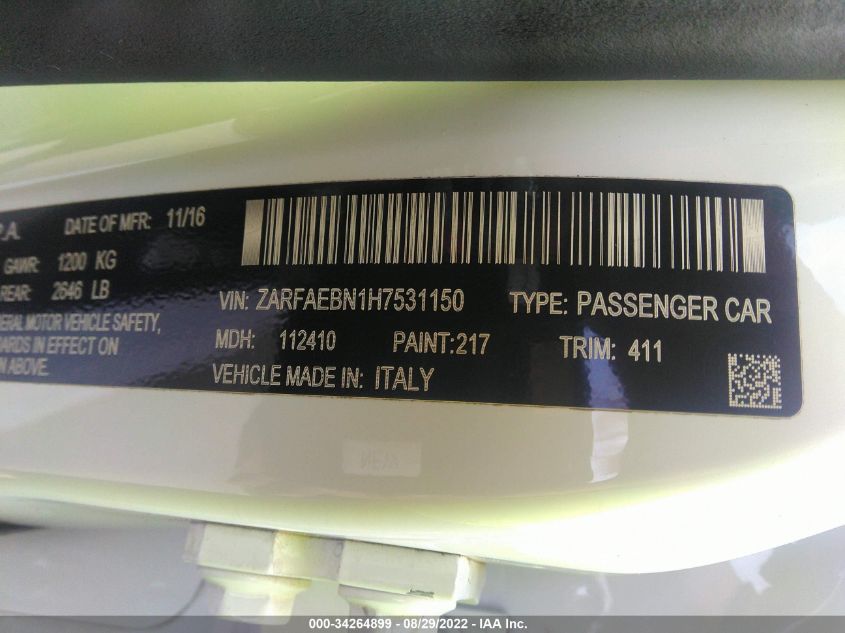 P.A. DATE OF MFR: 11/16
GAWR: 1200 KG
REAR: 2646 LB
VIN: ZARFAEBN1H7531150 TYPE: PASSENGER CAR
ERAL MOTOR VEHICLE SAFETY,
MDH: 112410 PAINT:217 TRIM: 411
ARDS IN EFFECT ON
N ABOVE.
VEHICLE MADE IN: ITALY
000-34264899 - 08/29/2022 - IAA Inc.